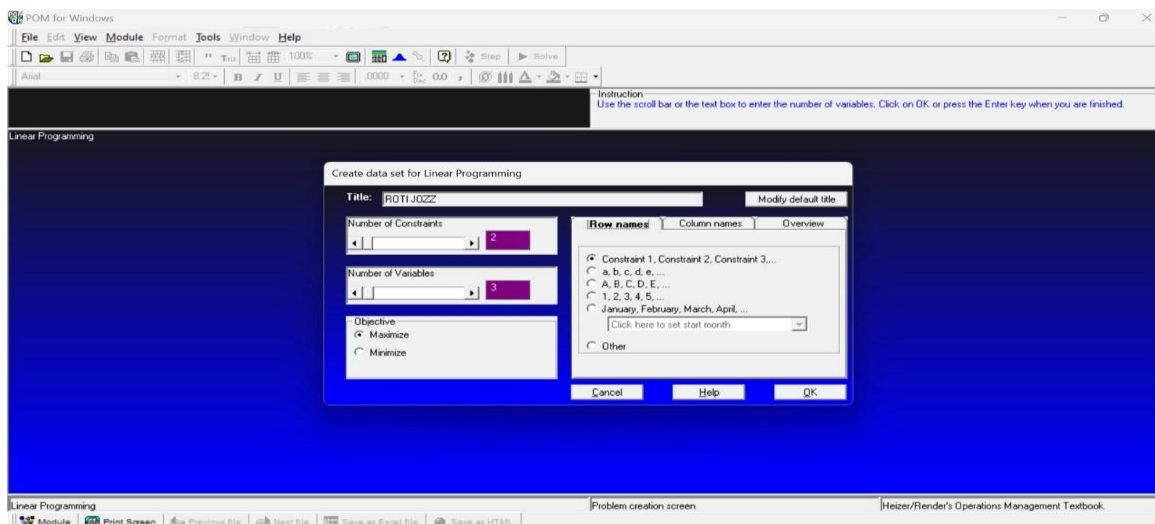 POM for Windows
File Edit View Module Format Tools Window Help
100% Step Solve
Arial 8.2 B I U .0000 0.0 ,
Instruction
Use the scroll bar or the text box to enter the number of variables. Click on OK or press the Enter key when you are finished.
Linear Programming
Create data set for Linear Programming
Title: ROTI JOZZ Modify default title
Number of Constraints
2
Number of Variables
3
Objective
Maximize
Minimize
Row names Column names Overview
Constraint 1, Constraint 2, Constraint 3,...
a, b, c, d, e, ...
A, B, C, D, E, ...
1, 2, 3, 4, 5, ...
January, February, March, April, ...
Click here to set start month
Other
Cancel Help OK
Linear Programming Problem creation screen Heizer/Render's Operations Management Textbook
Module Print Screen Previous file Next file Save as Excel file Save as HTML